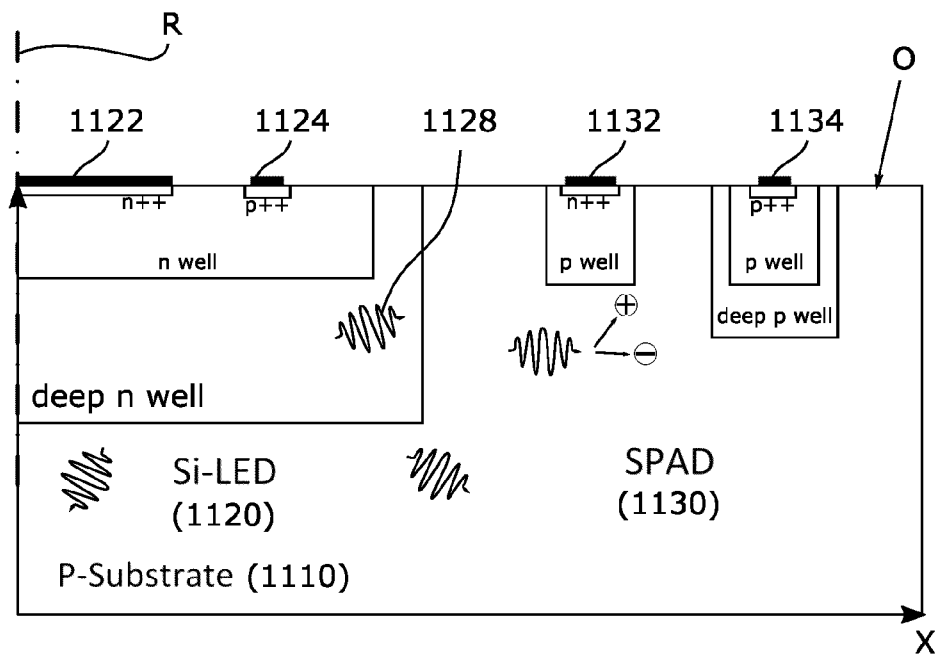 R
O
1122
1124
1128
1132
1134
n++
p++
n++
p++
n well
p well
p well
deep p well
deep n well
Si-LED
(1120)
SPAD
(1130)
P-Substrate (1110)
X